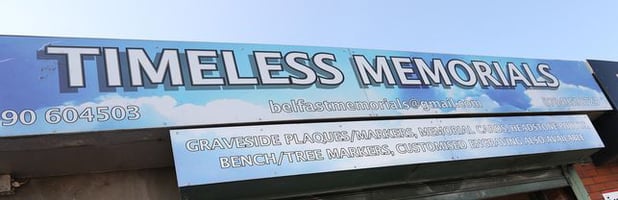 TIMELESS MEMORIALS
90 604503 belfastmemorials@gmail.com
GRAVESIDE PLAQUES/MARKERS, MEMORIAL CARDS,
BENCH/TREE MARKERS, CUSTOMISED ENGRAVING ALSO AVAILABLE